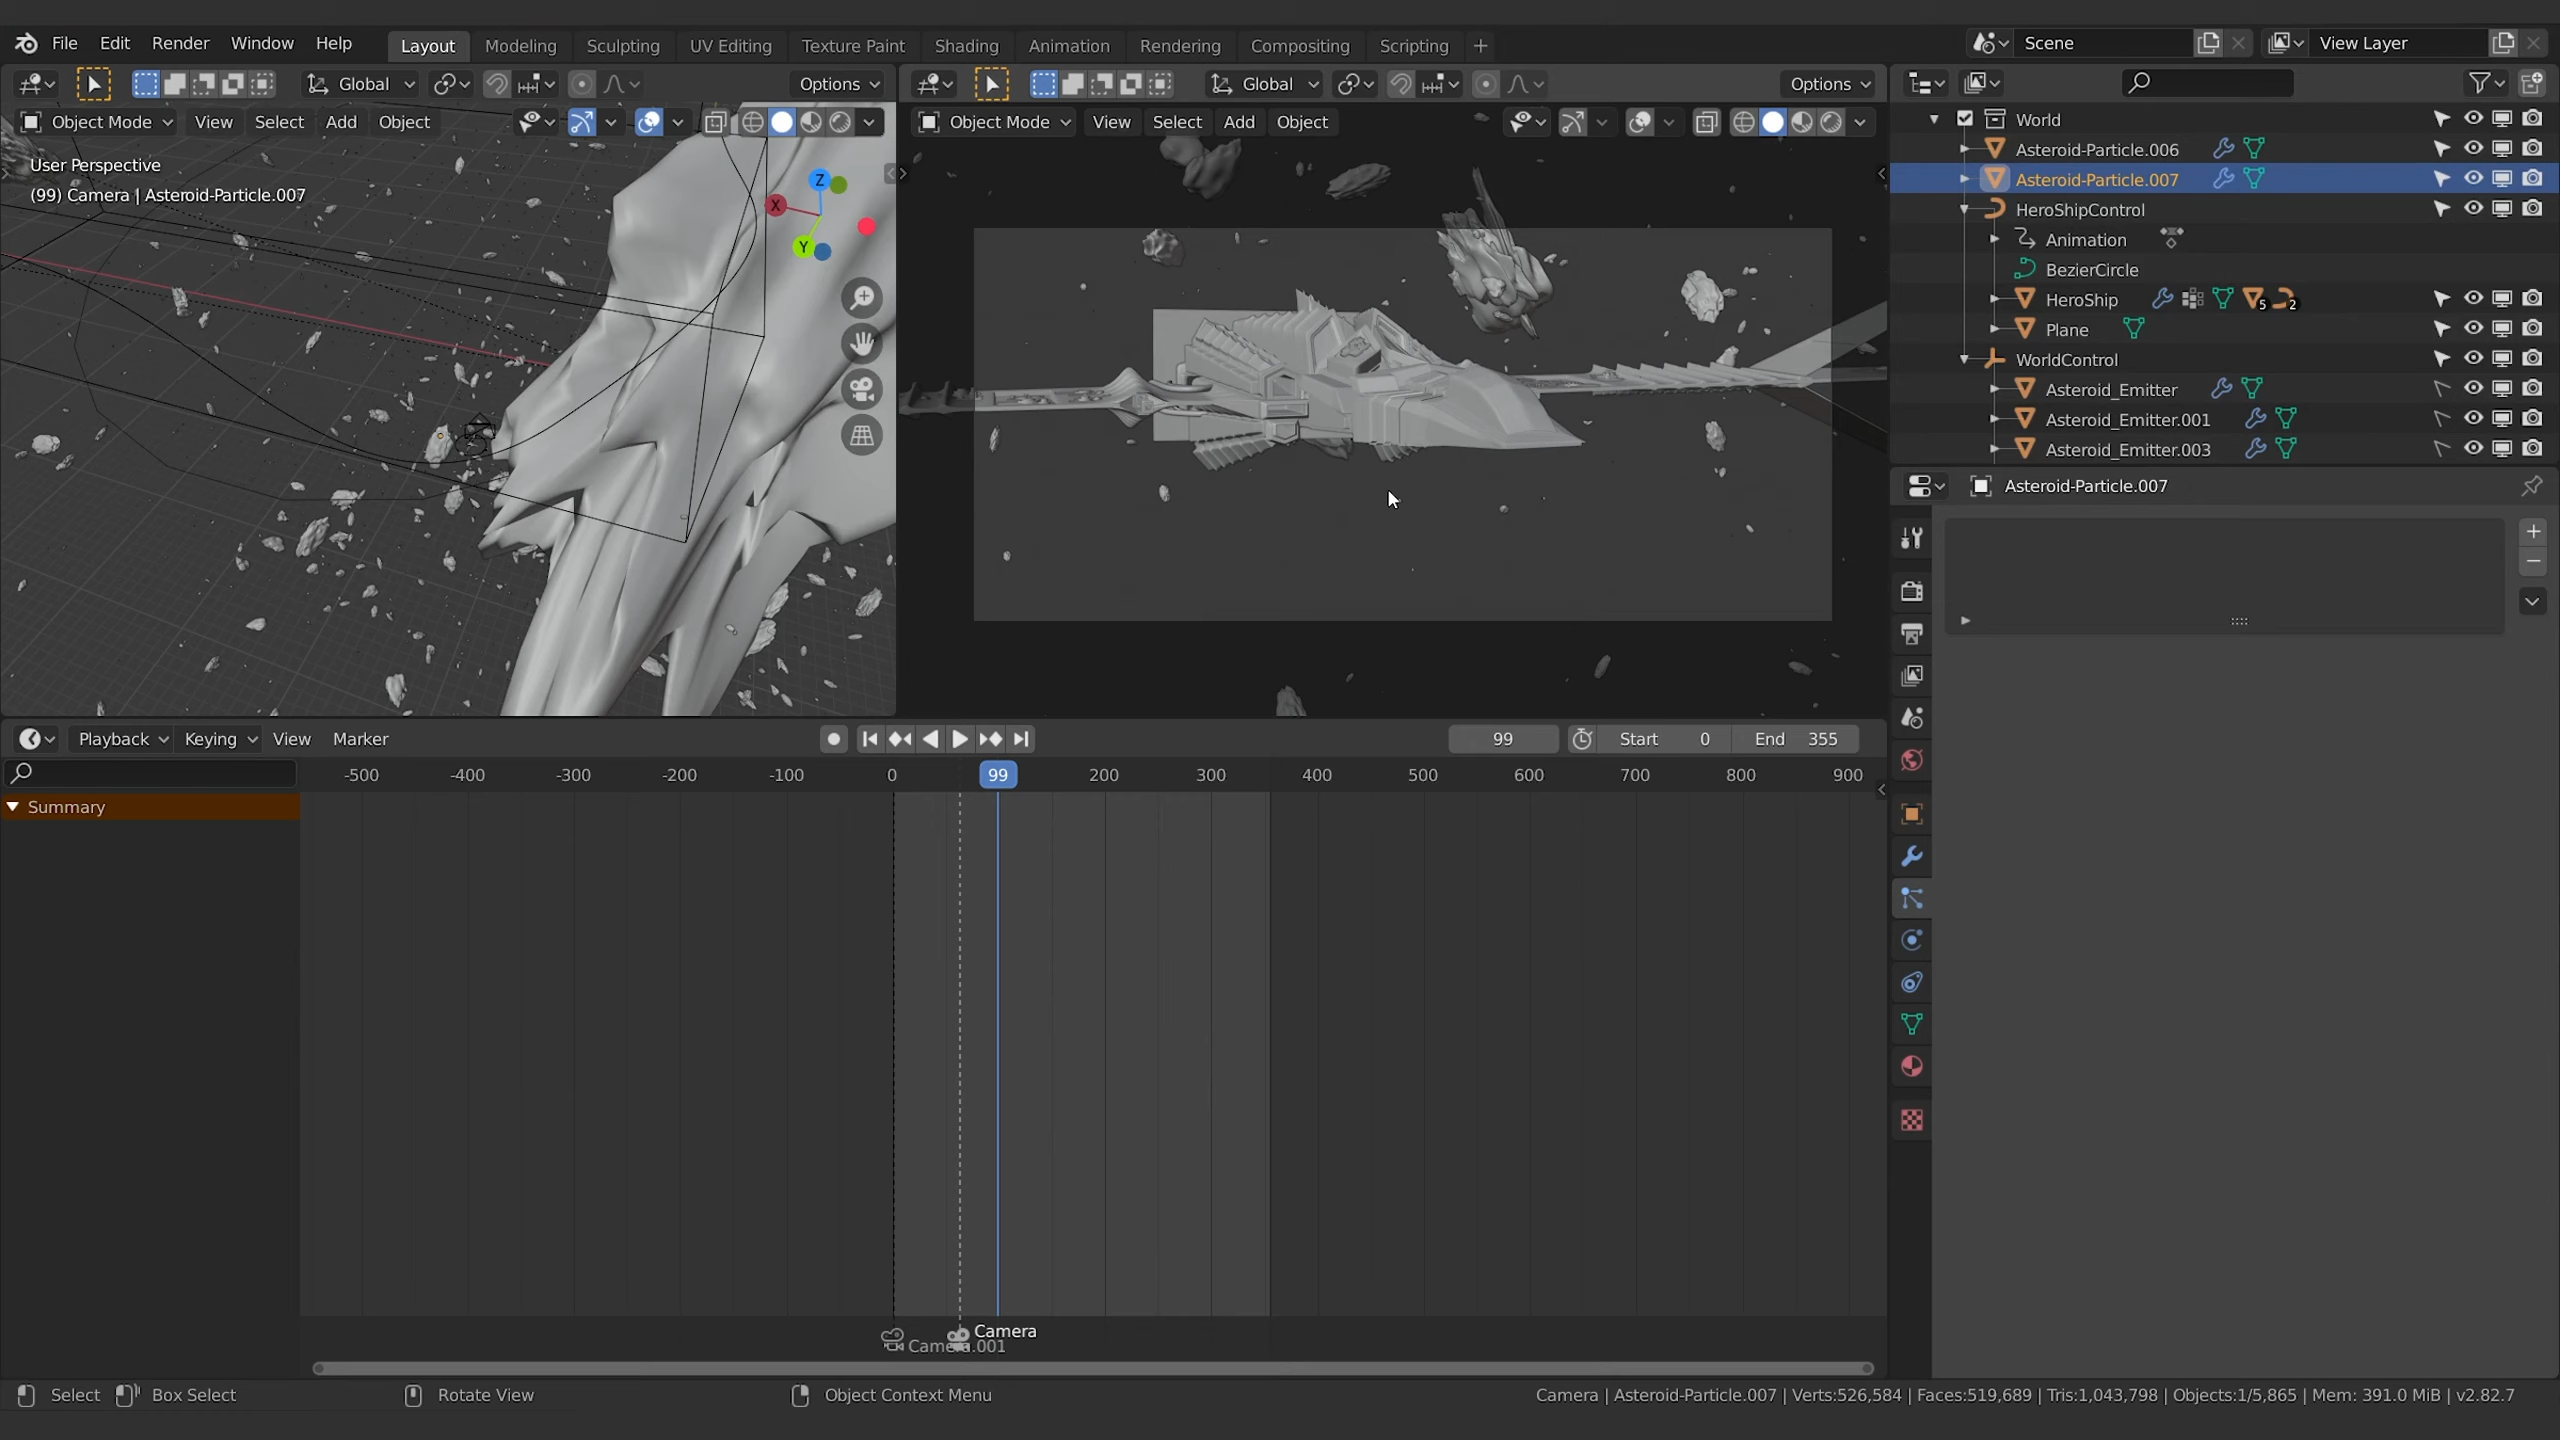 File Edit Render Window Help Layout Modeling Sculpting UV Editing Texture Paint Shading Animation Rendering Compositing Scripting + Scene View Layer
Global Options Global Options
Object Mode View Select Add Object Object Mode View Select Add Object
User Perspective
(99) Camera | Asteroid-Particle.007
Z
X
Y
World
Asteroid-Particle.006
Asteroid-Particle.007
HeroShipControl
Animation
BezierCircle
HeroShip 5 2
Plane
WorldControl
Asteroid_Emitter
Asteroid_Emitter.001
Asteroid_Emitter.003
Asteroid-Particle.007
Playback Keying View Marker 99 Start 0 End 355
-500 -400 -300 -200 -100 0 99 200 300 400 500 600 700 800 900
Summary
Camera
Camera.001
Select Box Select Rotate View Object Context Menu Camera | Asteroid-Particle.007 | Verts:526,584 | Faces:519,689 | Tris:1,043,798 | Objects:1/5,865 | Mem: 391.0 MiB | v2.82.7